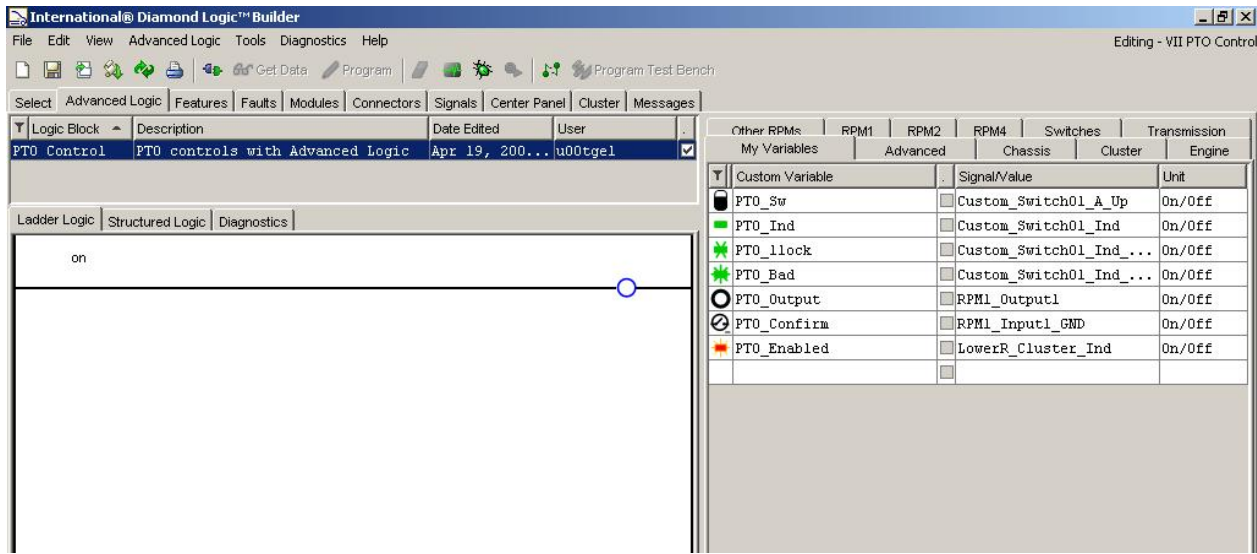 International® Diamond Logic™ Builder
File Edit View Advanced Logic Tools Diagnostics Help
Editing - VII PTO Control
Get Data Program Program Test Bench
Select Advanced Logic Features Faults Modules Connectors Signals Center Panel Cluster Messages
Logic Block Description Date Edited User .
PTO Control PTO controls with Advanced Logic Apr 19, 200... u00tgel
Ladder Logic Structured Logic Diagnostics
on
Other RPMs RPM1 RPM2 RPM4 Switches Transmission
My Variables Advanced Chassis Cluster Engine
Custom Variable . Signal/Value Unit
PTO_Sw Custom_Switch01_A_Up On/Off
PTO_Ind Custom_Switch01_Ind On/Off
PTO_llock Custom_Switch01_Ind_... On/Off
PTO_Bad Custom_Switch01_Ind_... On/Off
PTO_Output RPM1_Output1 On/Off
PTO_Confirm RPM1_Input1_GND On/Off
PTO_Enabled LowerR_Cluster_Ind On/Off